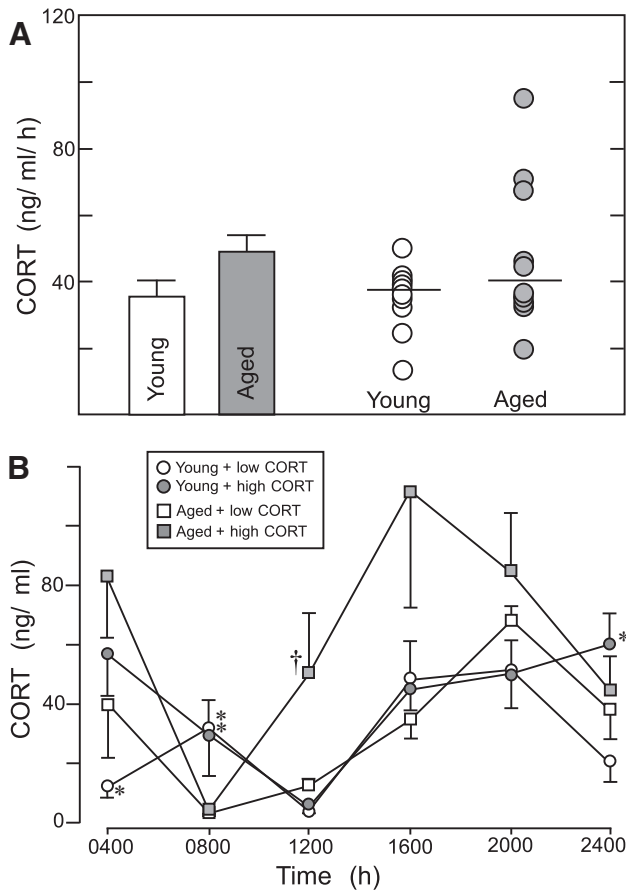 A
120
80
40
CORT (ng/ ml/ h)
Young
Aged
Young
Aged
B
Young + low CORT
Young + high CORT
Aged + low CORT
Aged + high CORT
80
40
0
CORT (ng/ ml)
*
*
*
†
*
0400 0800 1200 1600 2000 2400
Time (h)